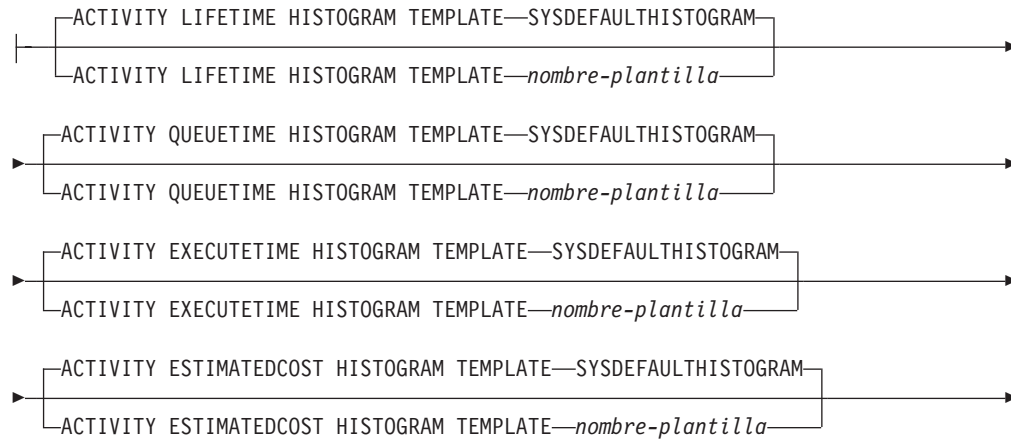 ACTIVITY LIFETIME HISTOGRAM TEMPLATE SYSDEFAULTHISTOGRAM
ACTIVITY LIFETIME HISTOGRAM TEMPLATE nombre-plantilla
ACTIVITY QUEUETIME HISTOGRAM TEMPLATE SYSDEFAULTHISTOGRAM
ACTIVITY QUEUETIME HISTOGRAM TEMPLATE nombre-plantilla
ACTIVITY EXECUTETIME HISTOGRAM TEMPLATE SYSDEFAULTHISTOGRAM
ACTIVITY EXECUTETIME HISTOGRAM TEMPLATE nombre-plantilla
ACTIVITY ESTIMATEDCOST HISTOGRAM TEMPLATE SYSDEFAULTHISTOGRAM
ACTIVITY ESTIMATEDCOST HISTOGRAM TEMPLATE nombre-plantilla